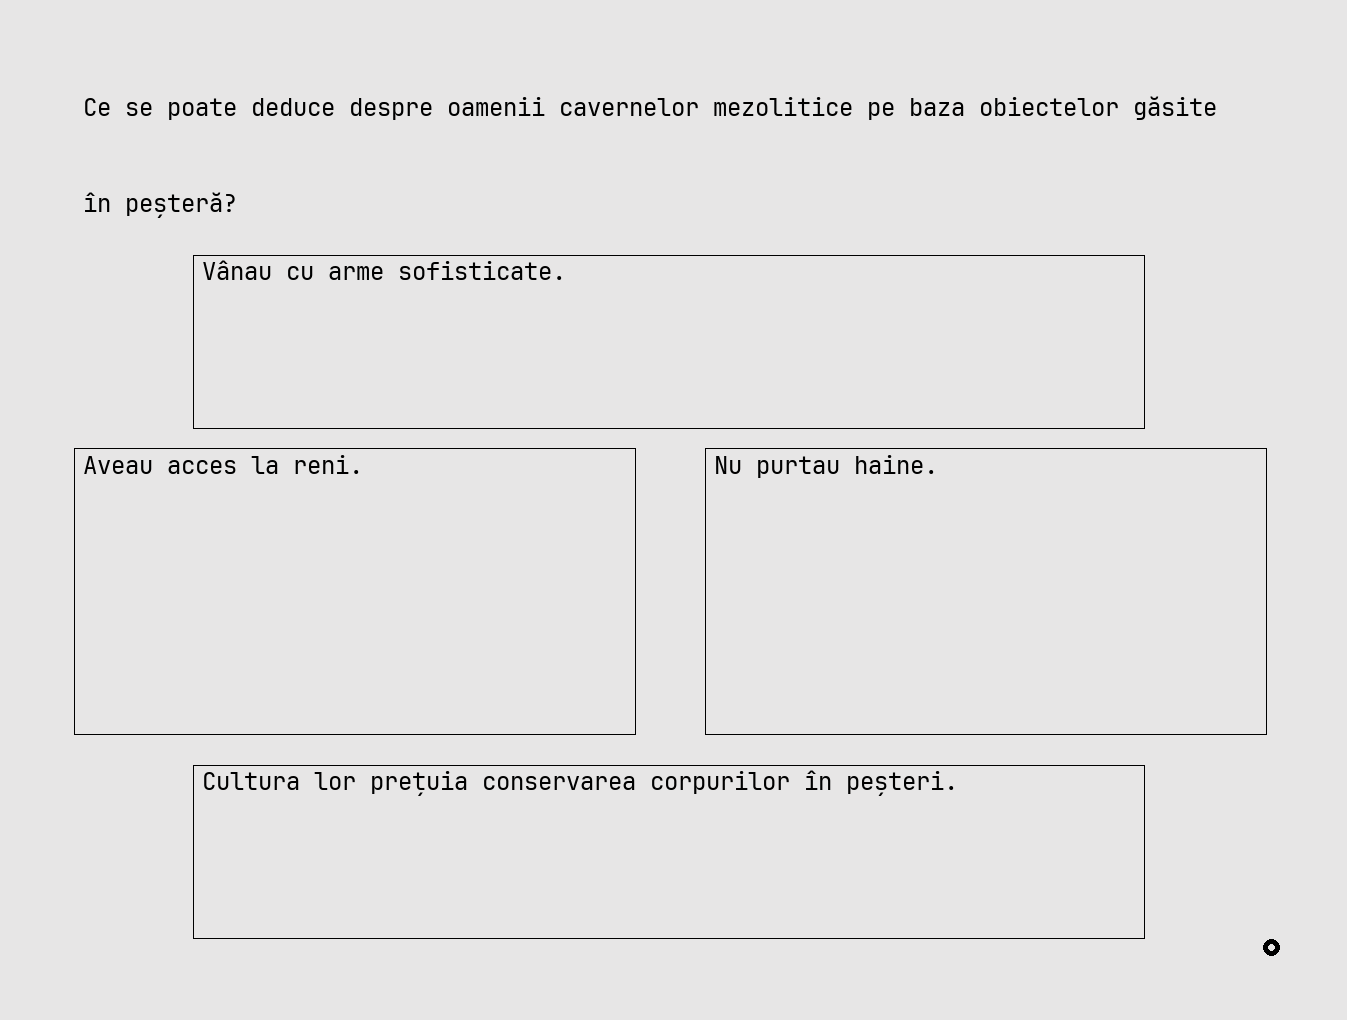 Ce se poate deduce despre oamenii cavernelor mezolitice pe baza obiectelor găsite
în peșteră?
Vânau cu arme sofisticate.
Aveau acces la reni.
Nu purtau haine.
Cultura lor prețuia conservarea corpurilor în peșteri.